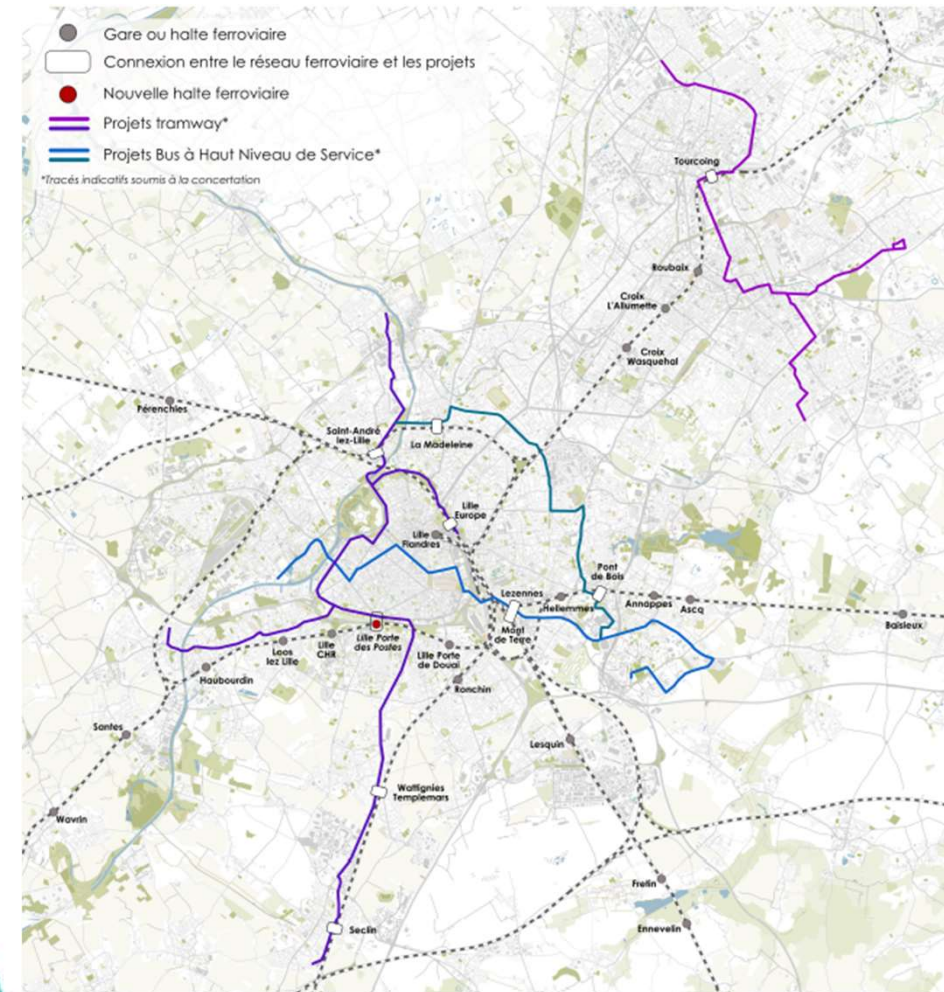 Gare ou halte ferroviaire
Connexion entre le réseau ferroviaire et les projets
Nouvelle halte ferroviaire
Projets tramway*
Projets Bus à Haut Niveau de Service*
*Tracés indicatifs soumis à la concertation
Tourcoing
Roubaix
Croix
L'Allumette
Croix
Wasquehal
Pérenchies
Saint-André
lez-Lille
La Madeleine
Lille
Europe
Lille
Flandres
Pont
de Bois
Lezennes
Hellemmes
Annappes
Ascq
Baisieux
Mont
de Terre
Lille Porte
des Postes
Lille
CHR
Loos
lez Lille
Lille Porte
de Douai
Haubourdin
Ronchin
Santes
Lesquin
Wattignies
Templemars
Wavrin
Fretin
Ennevelin
Seclin